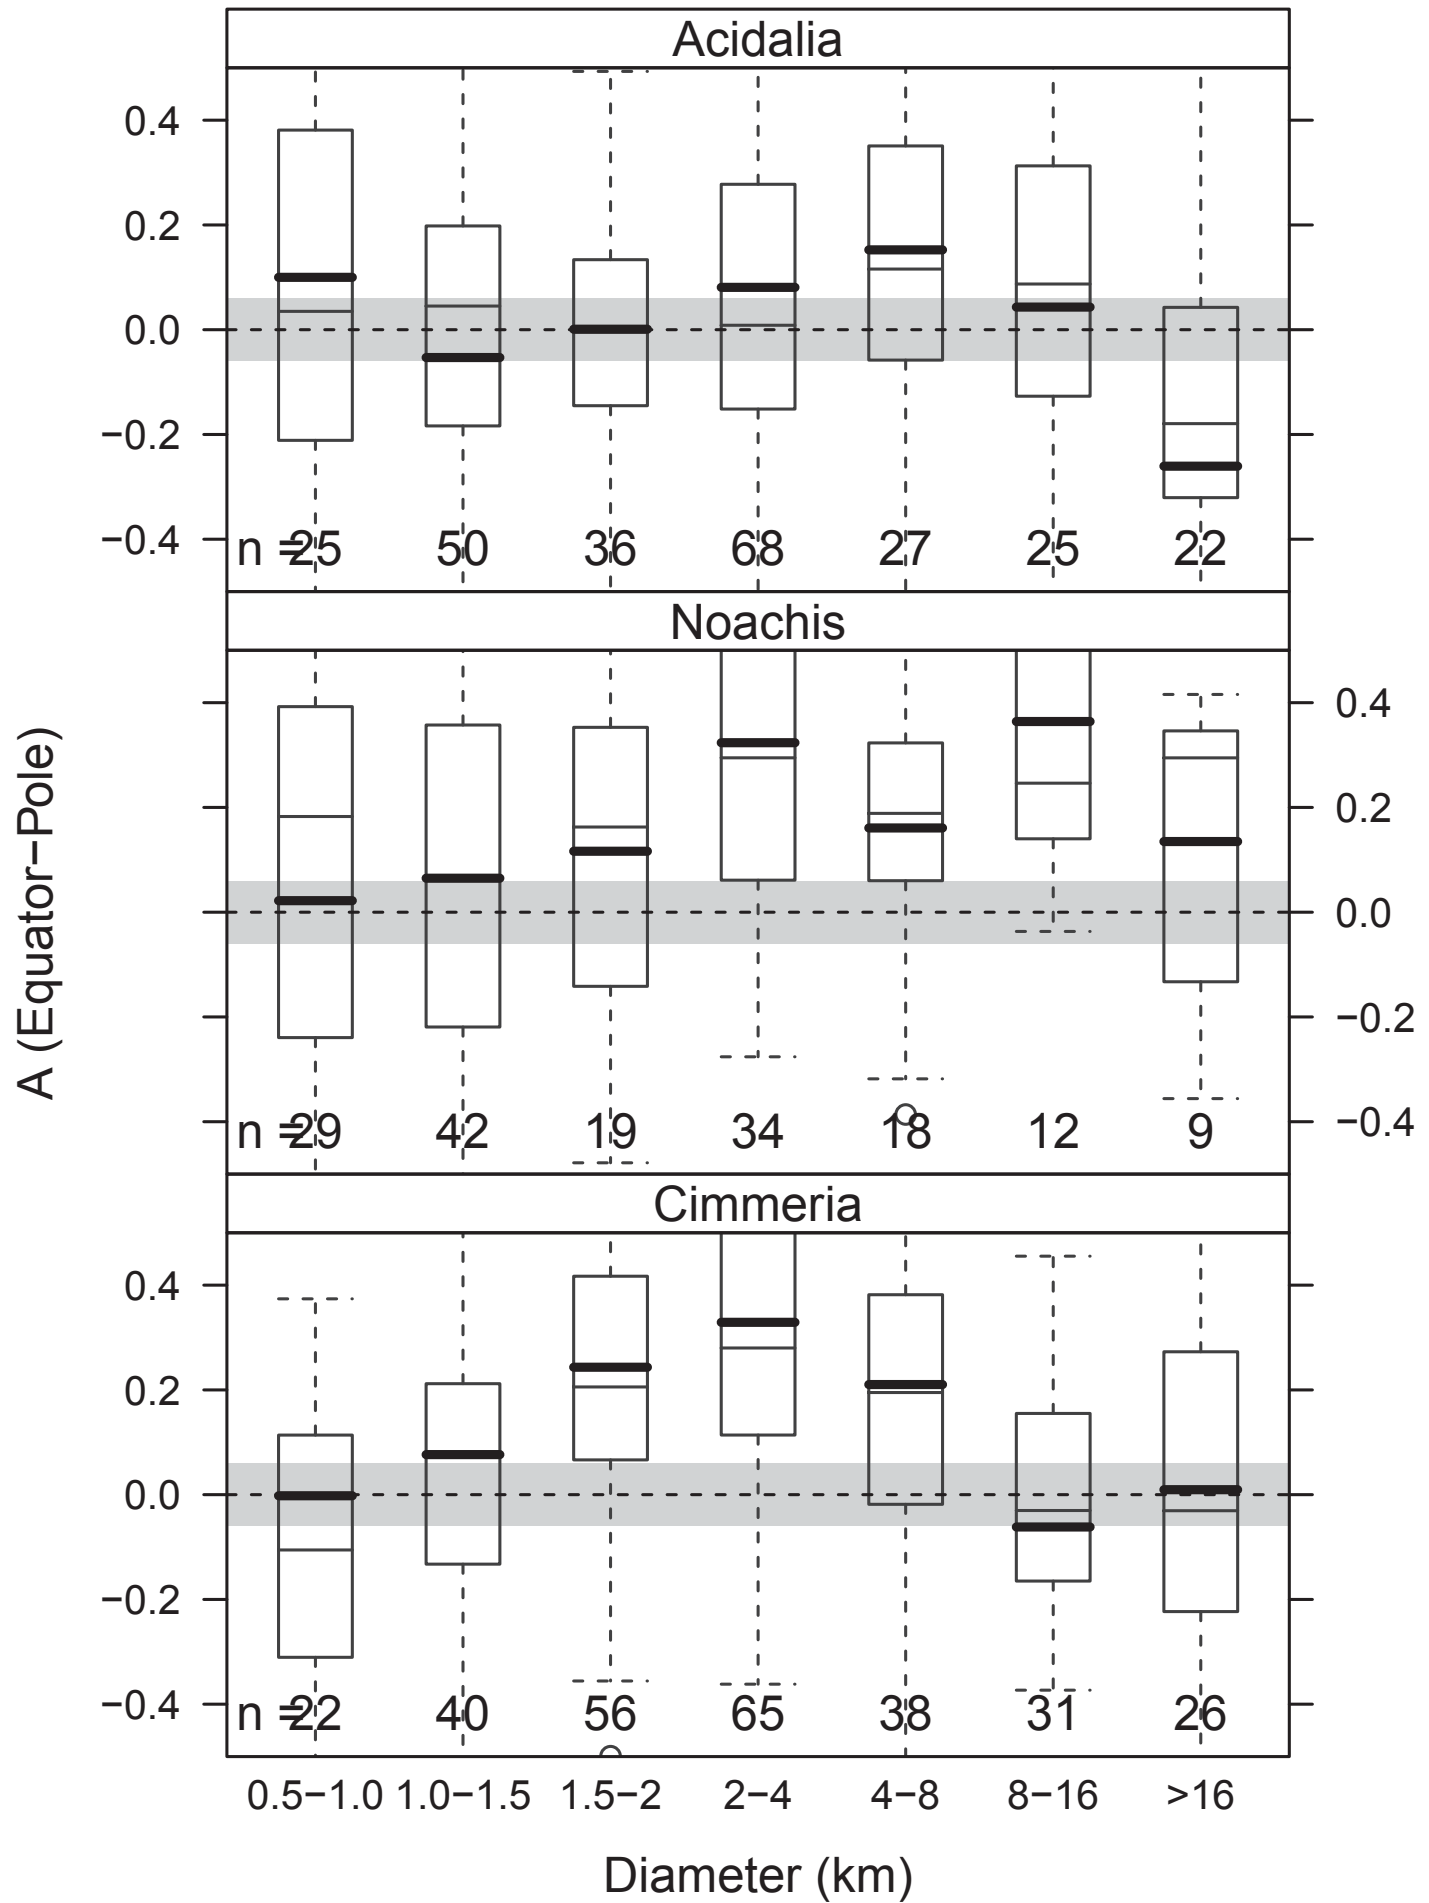 Acidalia
0.4
0.2
0.0
−0.2
−0.4
n = 25 50 36 68 27 25 22
Noachis
0.4
0.2
0.0
−0.2
−0.4
n = 29 42 19 34 18 12 9
Cimmeria
0.4
0.2
0.0
−0.2
−0.4
n = 22 40 56 65 38 31 26
0.5−1.0 1.0−1.5 1.5−2 2−4 4−8 8−16 >16
Diameter (km)
A (Equator−Pole)